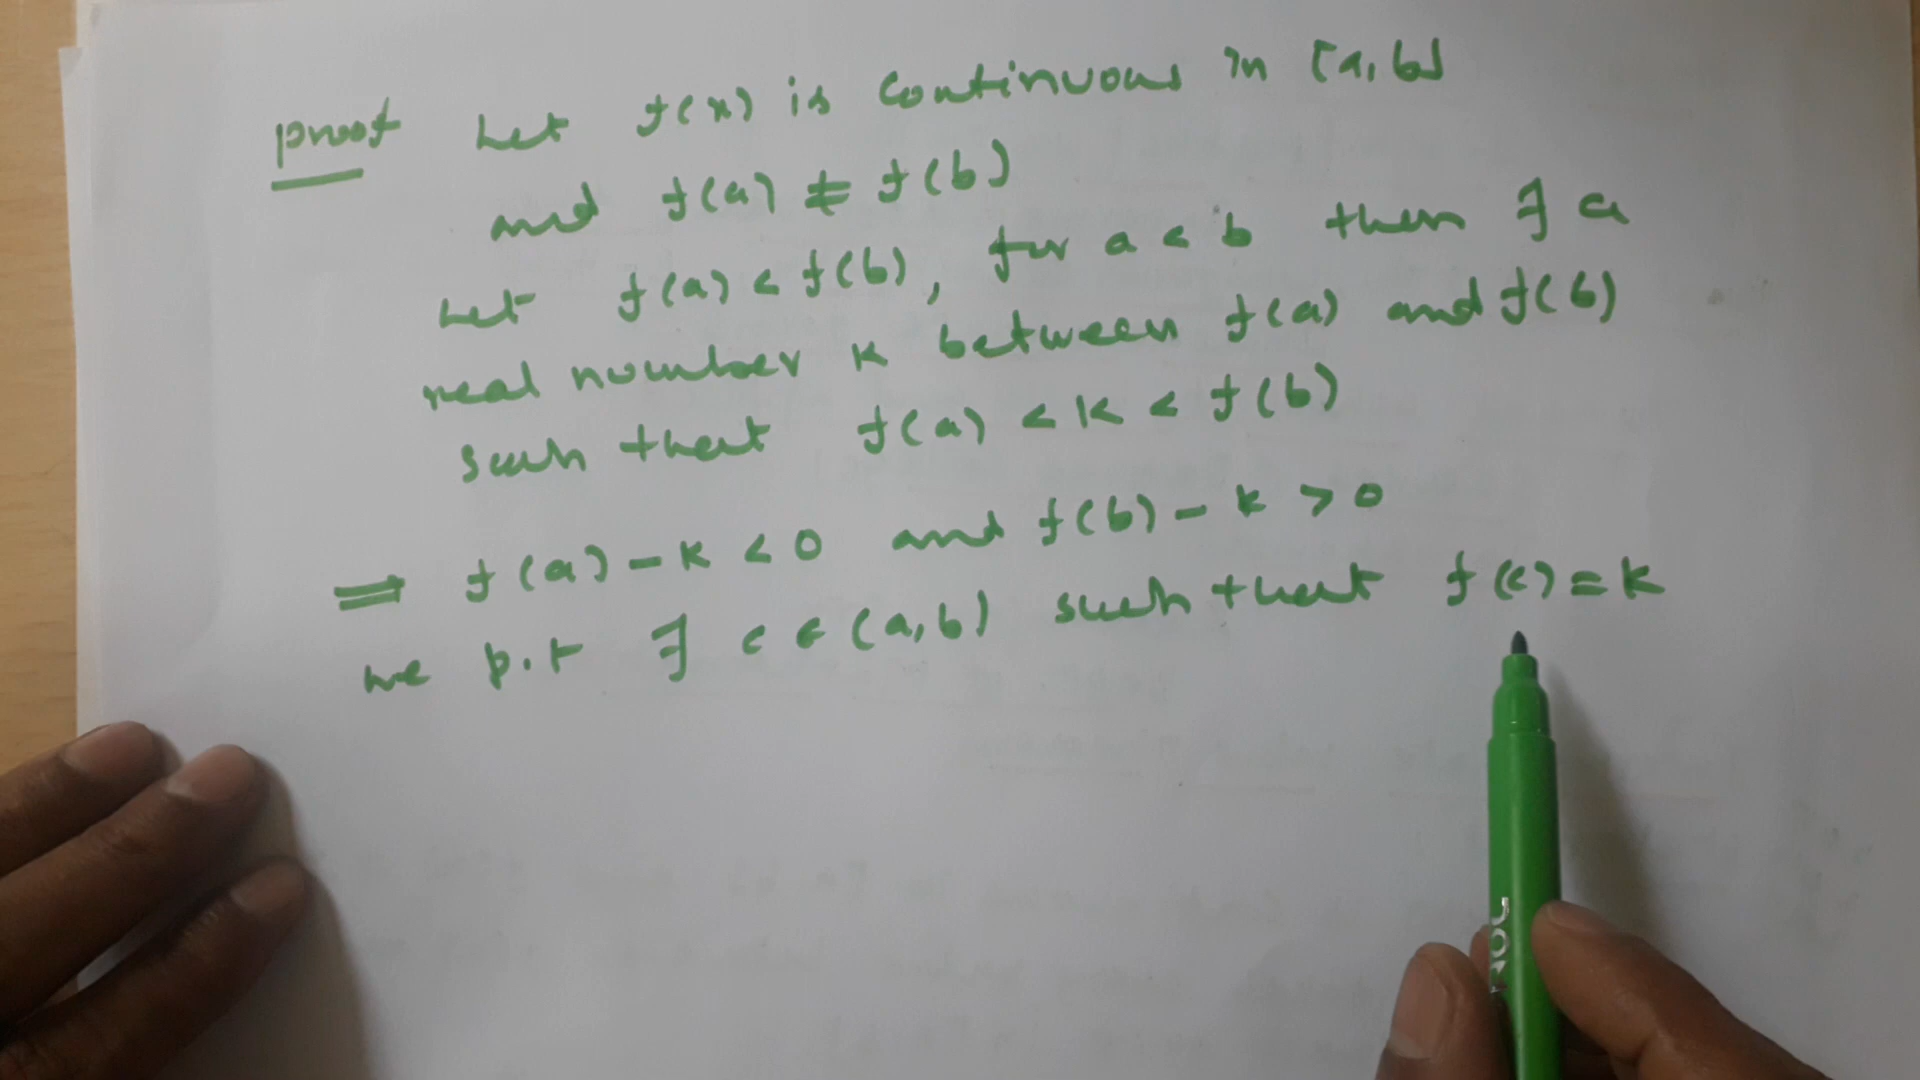 proof Let f(x) is continuous in [a, b]
and f(a) ≠ f(b)
Let f(a) < f(b), for a < b then ∃ a
real number k between f(a) and f(b)
such that f(a) < k < f(b)
⇒ f(a) - k < 0 and f(b) - k > 0
we p.t ∃ c ∈ (a, b) such that f(c) = k